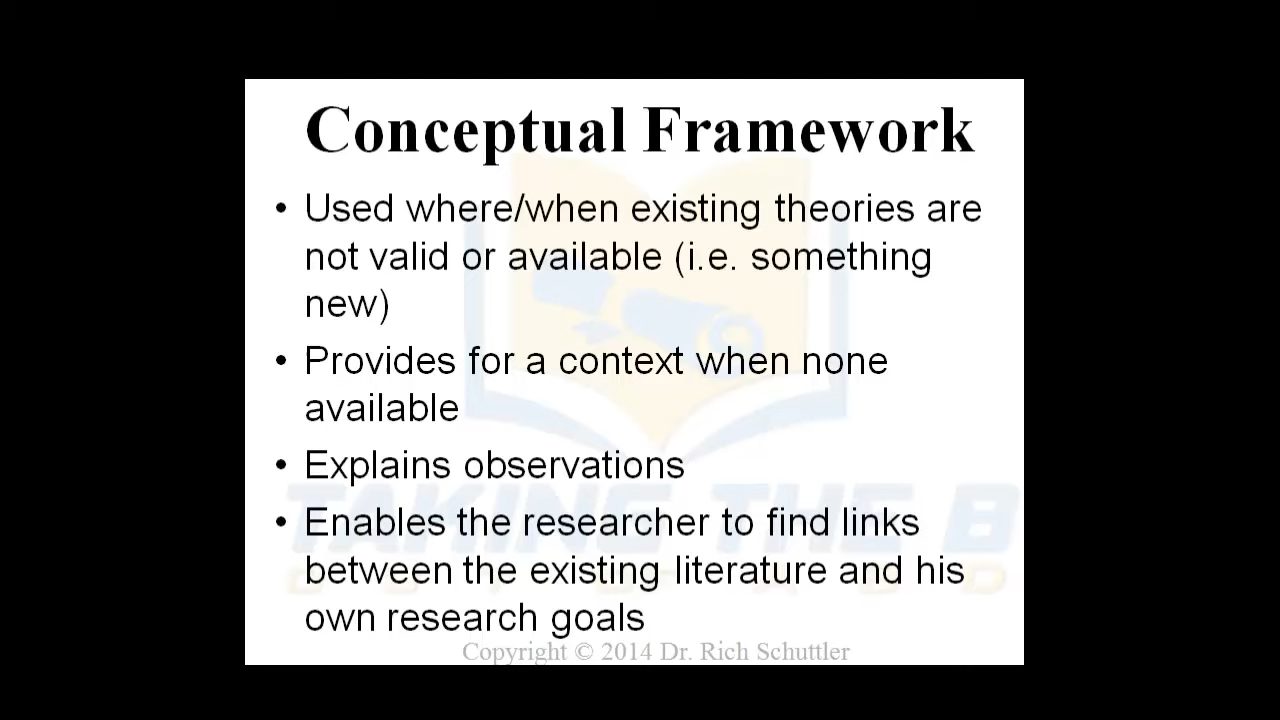 Conceptual Framework
• Used where/when existing theories are
not valid or available (i.e. something
new)
• Provides for a context when none
available
• Explains observations
• Enables the researcher to find links
between the existing literature and his
own research goals
TAKING THE B
Copyright © 2014 Dr. Rich Schuttler